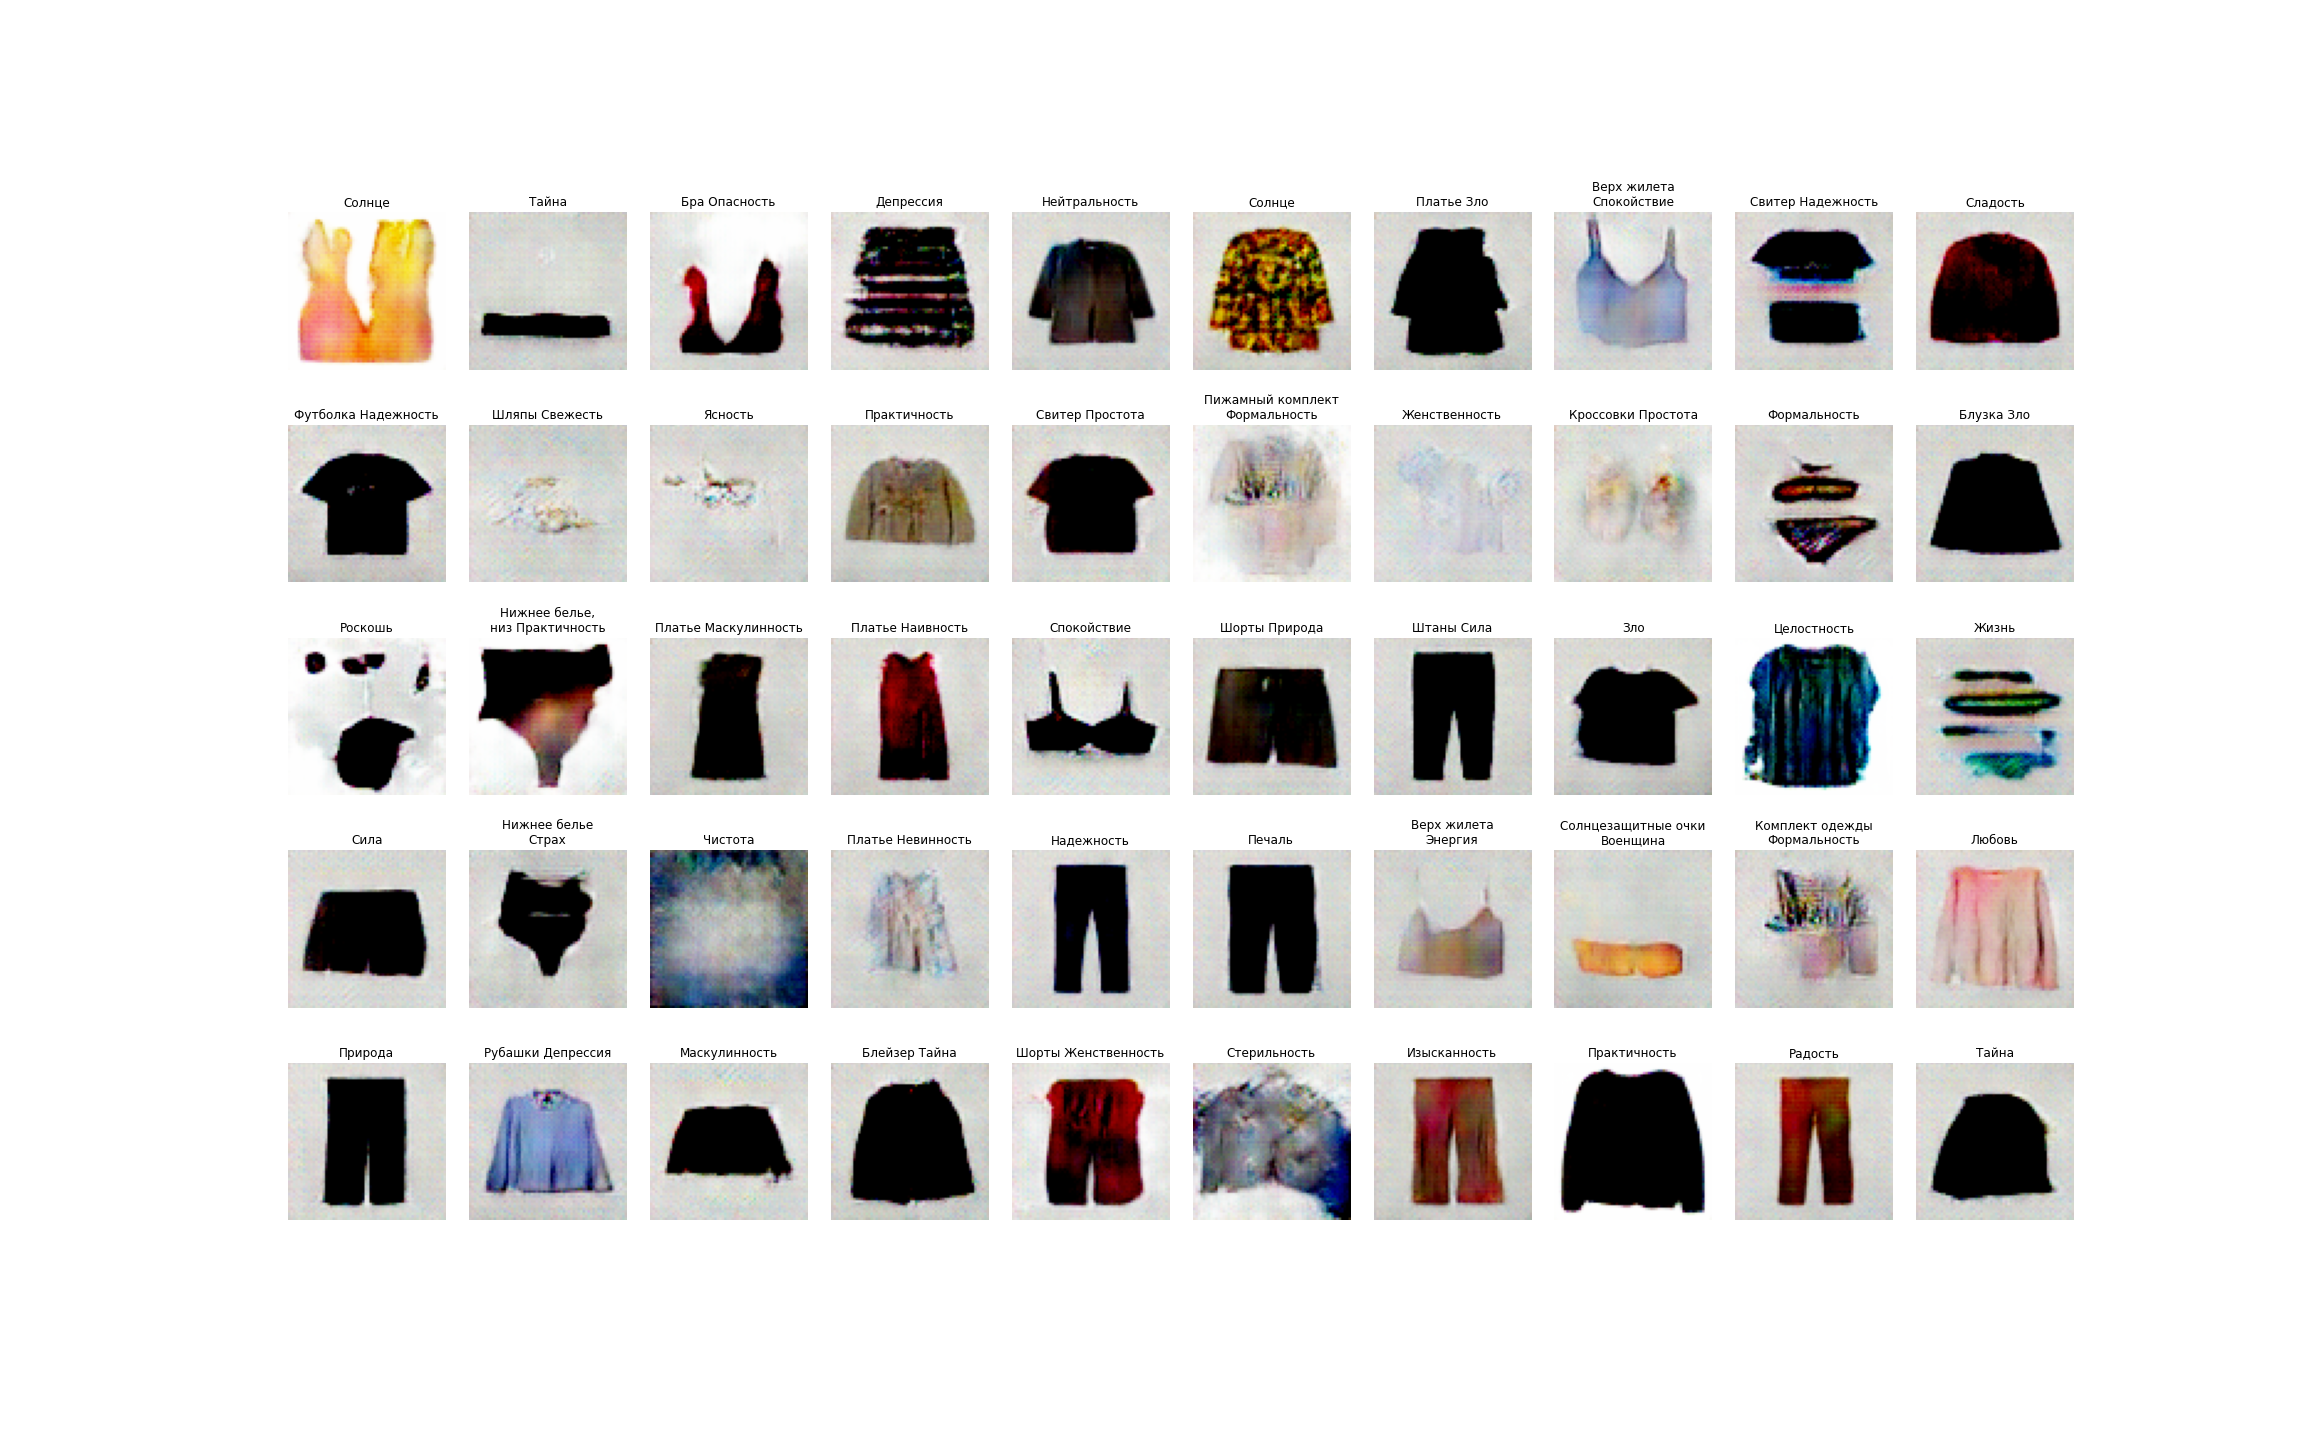 Солнце
Тайна
Бра Опасность
Депрессия
Нейтральность
Солнце
Платье Зло
Верх жилета
Спокойствие
Свитер Надежность
Сладость
Футболка Надежность
Шляпы Свежесть
Ясность
Практичность
Свитер Простота
Пижамный комплект
Формальность
Женственность
Кроссовки Простота
Формальность
Блузка Зло
Роскошь
Нижнее белье,
низ Практичность
Платье Маскулинность
Платье Наивность
Спокойствие
Шорты Природа
Штаны Сила
Зло
Целостность
Жизнь
Сила
Нижнее белье
Страх
Чистота
Платье Невинность
Надежность
Печаль
Верх жилета
Энергия
Солнцезащитные очки
Военщина
Комплект одежды
Формальность
Любовь
Природа
Рубашки Депрессия
Маскулинность
Блейзер Тайна
Шорты Женственность
Стерильность
Изысканность
Практичность
Радость
Тайна